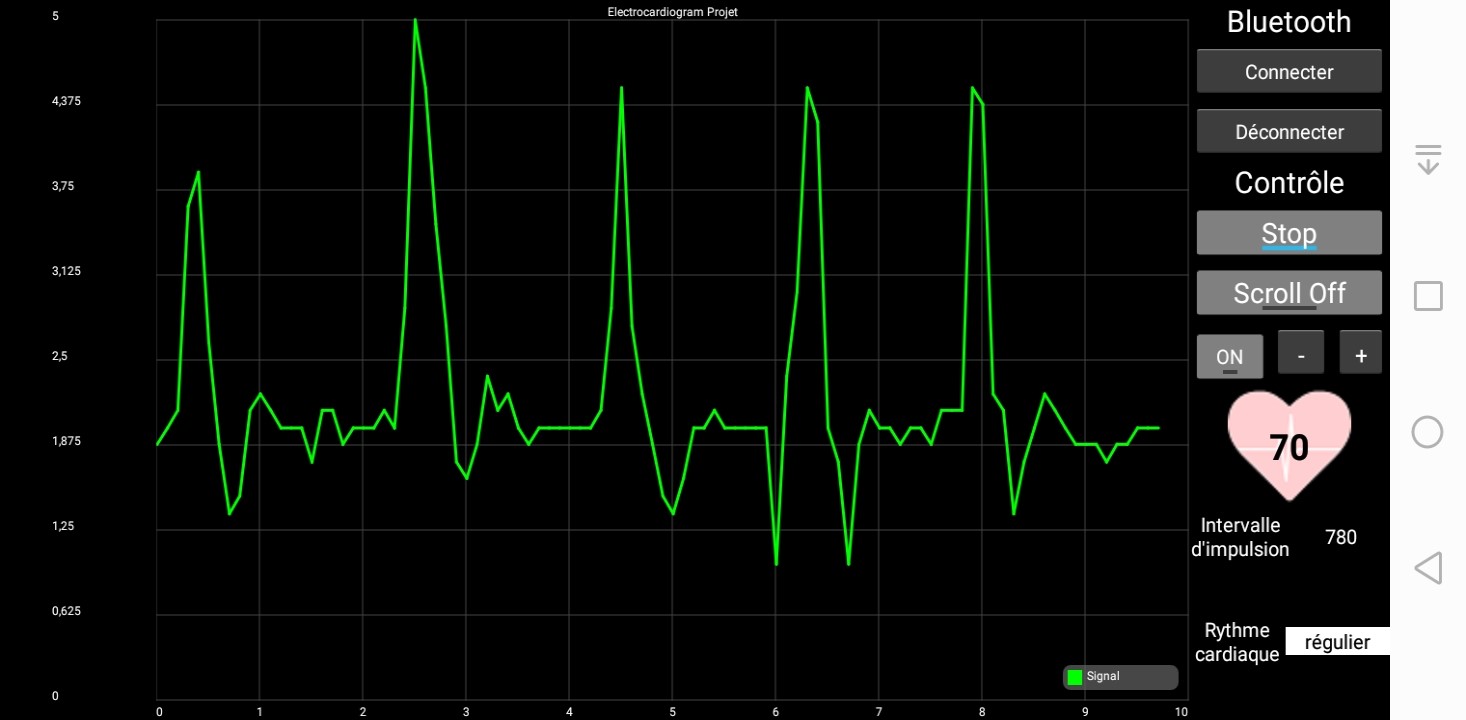 Electrocardiogram Projet
5
4,375
3,75
3,125
2,5
1,875
1,25
0,625
0
0 1 2 3 4 5 6 7 8 9 10
Signal
Bluetooth
Connecter
Déconnecter
Contrôle
Stop
Scroll Off
ON - +
70
Intervalle
d'impulsion
780
Rythme
cardiaque
régulier